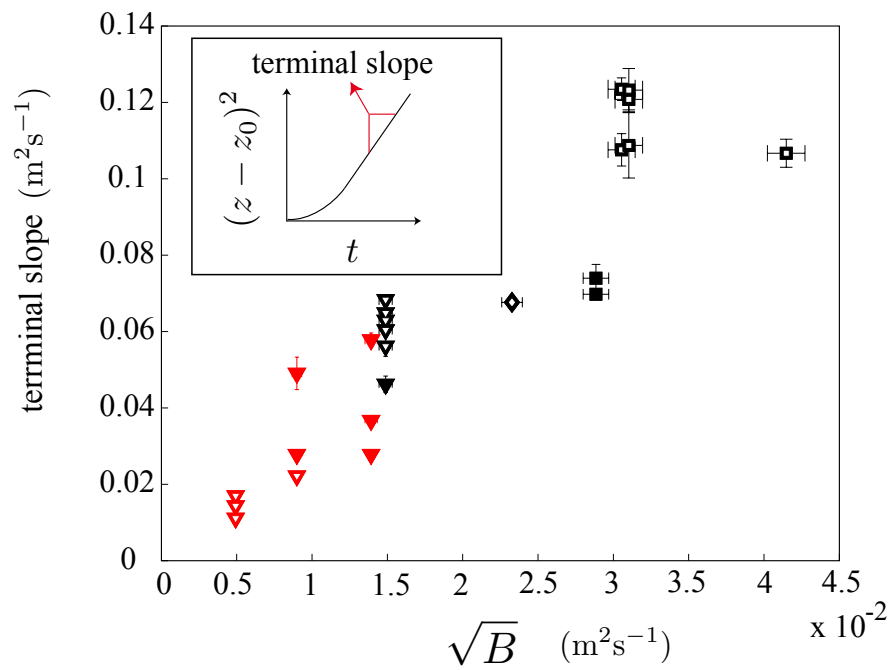 0.14
0.12
0.1
0.08
0.06
0.04
0.02
0
terrminal slope (m²s⁻¹)
terminal slope
(z − z₀)²
t
0 0.5 1 1.5 2 2.5 3 3.5 4 4.5
x 10⁻²
√B (m²s⁻¹)